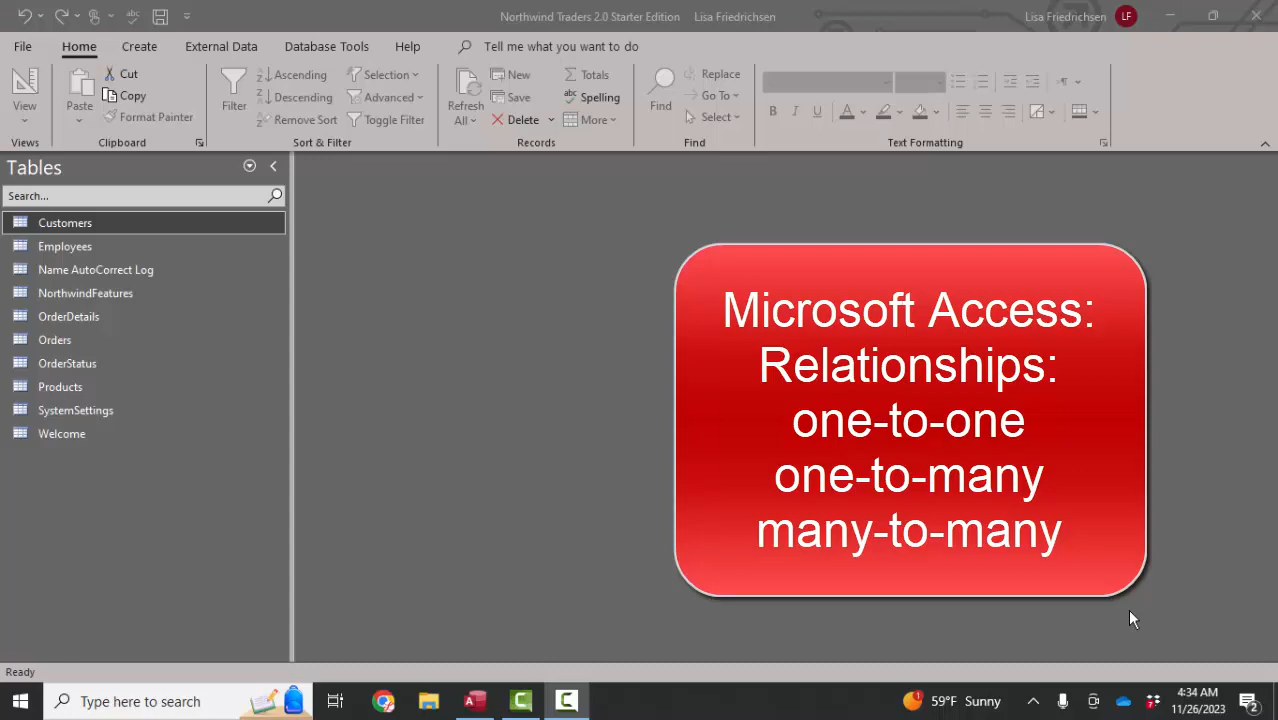 Northwind Traders 2.0 Starter Edition Lisa Friedrichsen
Lisa Friedrichsen LF
File Home Create External Data Database Tools Help Tell me what you want to do
View
Views
Paste
Cut
Copy
Format Painter
Clipboard
Filter
Ascending
Descending
Remove Sort
Selection
Advanced
Toggle Filter
Sort & Filter
Refresh
All
New
Save
Delete
Totals
Spelling
More
Records
Find
Replace
Go To
Select
Find
B I U A
Text Formatting
Tables
Search...
Customers
Employees
Name AutoCorrect Log
NorthwindFeatures
OrderDetails
Orders
OrderStatus
Products
SystemSettings
Welcome
Microsoft Access:
Relationships:
one-to-one
one-to-many
many-to-many
Ready
Type here to search
59°F Sunny
4:34 AM
11/26/2023